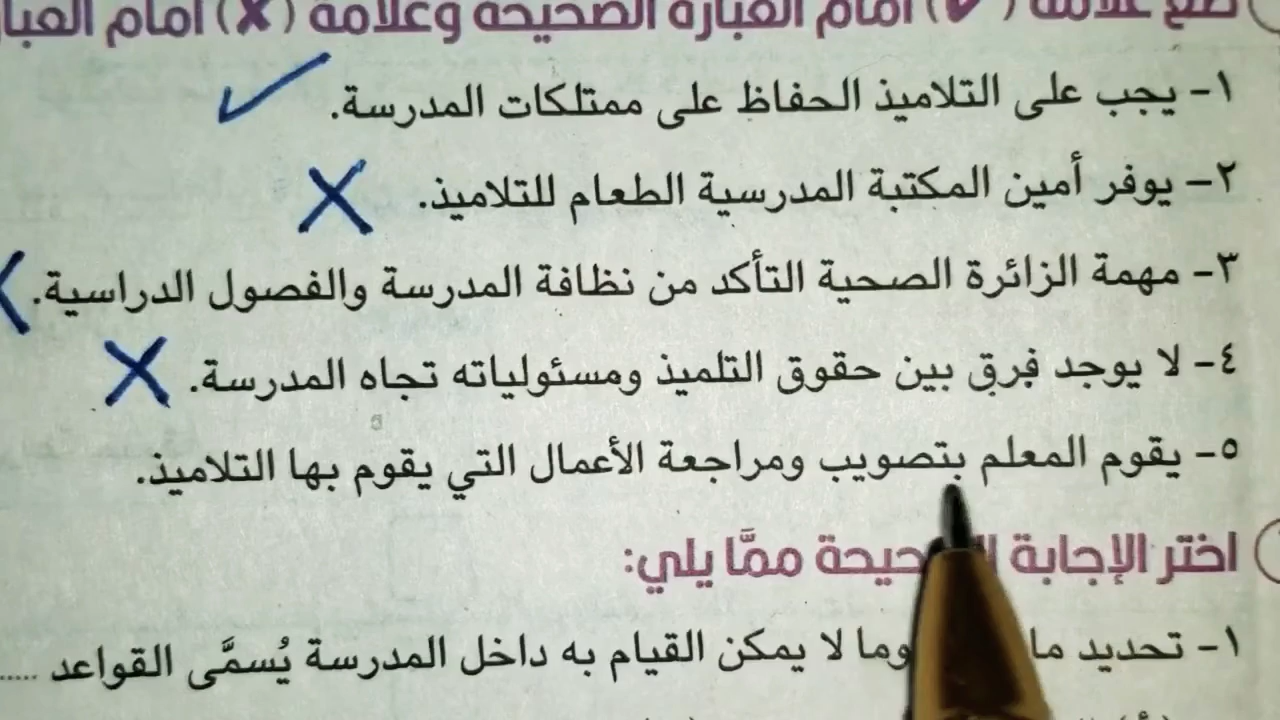 ضع علامة (✓) أمام العبارة الصحيحة وعلامة (✗) أمام
١- يجب على التلاميذ الحفاظ على ممتلكات المدرسة.
٢- يوفر أمين المكتبة المدرسية الطعام للتلاميذ.
٣- مهمة الزائرة الصحية التأكد من نظافة المدرسة والفصول الدراسية.
٤- لا يوجد فرق بين حقوق التلميذ ومسئولياته تجاه المدرسة.
٥- يقوم المعلم بتصويب ومراجعة الأعمال التي يقوم بها التلاميذ.
اختر الإجابة ممَّا يلي:
١- تحديد ما وما لا يمكن القيام به داخل المدرسة يُسمَّى القواعد .....